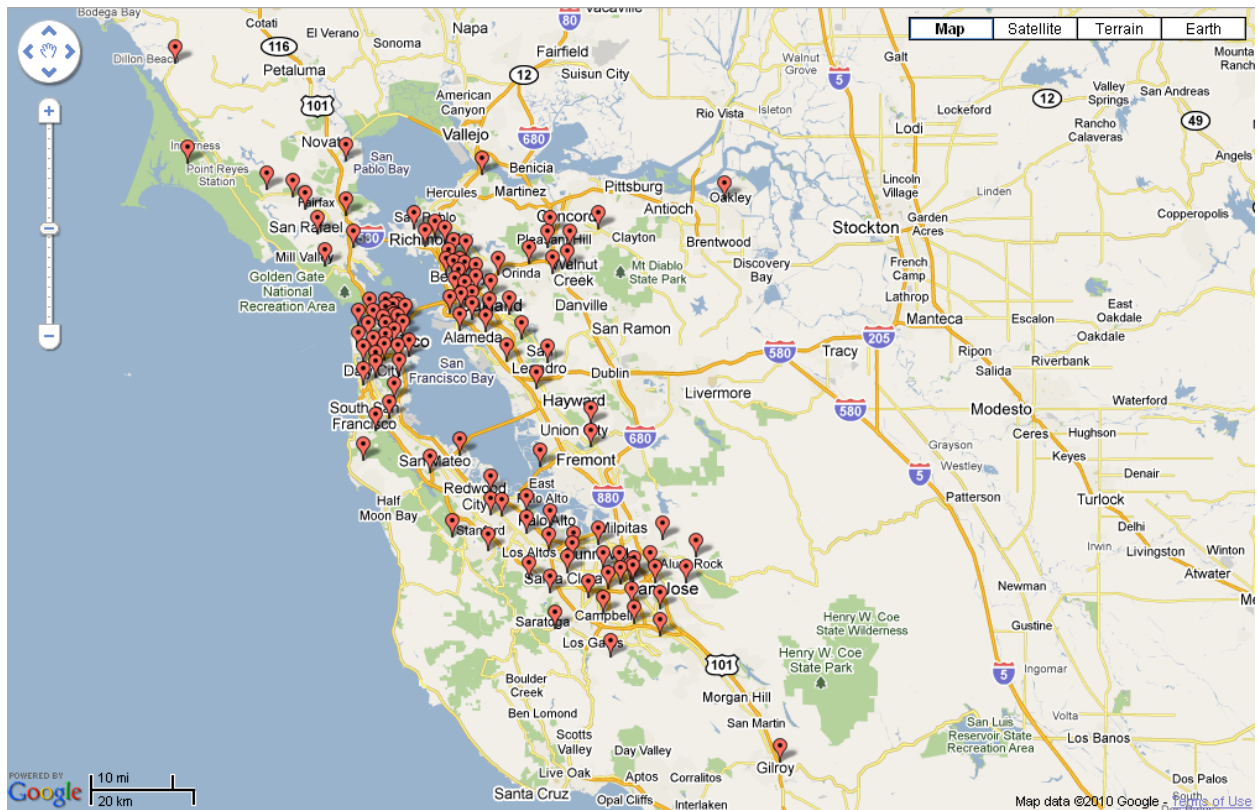 Bodega Bay
Cotati
Vacaville
80
Map
Satellite
Terrain
Earth
El Verano
Napa
116
Sonoma
Fairfield
Walnut
Grove
Galt
Mountain
Ranch
Dillon Beach
Petaluma
12
Suisun City
5
Valley
Springs
San Andreas
101
American
Canyon
Isleton
Lockeford
12
Rio Vista
Rancho
Calaveras
49
Vallejo
680
Lodi
San
Pablo Bay
Benicia
Angels
Point Reyes
Station
Hercules
Martinez
Pittsburg
Lincoln
Village
Linden
Fairfax
Antioch
Oakley
Copperopolis
San Rafael
Concord
Garden
Acres
Stockton
580
Pleasant Hill
Clayton
Brentwood
Mill Valley
Orinda
Walnut
Creek
Mt Diablo
State Park
Discovery
Bay
French
Camp
Golden Gate
National
Recreation Area
Danville
Lathrop
Manteca
Escalon
East
Oakdale
Oakdale
San Ramon
Alameda
205
Ripon
Riverbank
580
Tracy
Salida
San
Francisco Bay
Leandro
Dublin
Livermore
Hayward
580
Modesto
Waterford
South San
Francisco
Union City
680
Ceres
Hughson
Grayson
Keyes
San Mateo
Fremont
Westley
5
Denair
Redwood
City
East
Palo Alto
880
Patterson
Turlock
Half
Moon Bay
Palo Alto
Milpitas
Delhi
Stanford
Los Altos
Irwin
Livingston
Winton
Sunnyvale
Alum Rock
Atwater
Santa Clara
San Jose
Newman
Campbell
Henry W. Coe
State Wilderness
Saratoga
Gustine
Los Gatos
Henry W. Coe
State Park
101
Ingomar
5
Boulder
Creek
Morgan Hill
Ben Lomond
San Martin
San Luis
Reservoir State
Recreation Area
Volta
Los Banos
Scotts
Valley
Day Valley
Gilroy
Live Oak
Aptos
Corralitos
Dos Palos
Santa Cruz
Opal Cliffs
Interlaken
South
POWERED BY
Google
10 mi
20 km
Map data ©2010 Google - Terms of Use